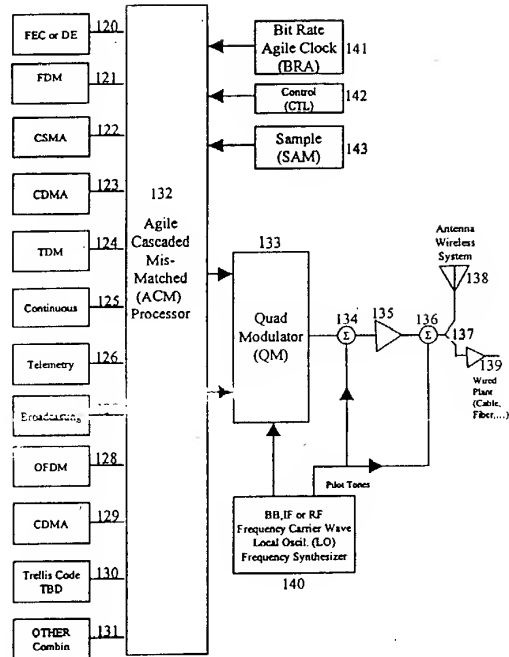 FEC or DE
120
FDM
121
CSMA
122
CDMA
123
TDM
124
Continuous
125
Telemetry
126
Broadcasting
OFDM
128
CDMA
129
Trellis Code
TBD
130
OTHER
Combin
131
132
Agile
Cascaded
Mis-
Matched
(ACM)
Processor
Bit Rate
Agile Clock
(BRA)
141
Control
(CTL)
142
Sample
(SAM)
143
133
Quad
Modulator
(QM)
134
Σ
135
136
Σ
137
Antenna
Wireless
System
138
139
Wired
Plant
(Cable,
Fiber,...)
Pilot Tones
BB,IF or RF
Frequency Carrier Wave
Local Oscil. (LO)
Frequency Synthesizer
140